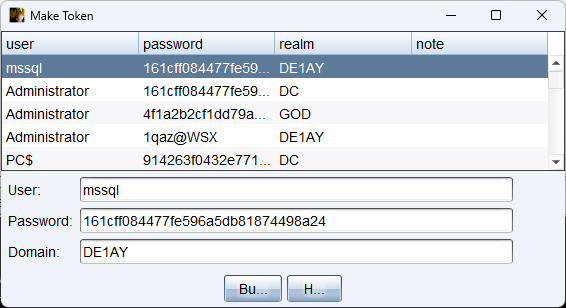 Make Token
user password realm note
mssql 161cff084477fe59... DE1AY
Administrator 161cff084477fe59... DC
Administrator 4f1a2b2cf1dd79a... GOD
Administrator 1qaz@WSX DE1AY
PC$ 914263f0432e771... DC
User: mssql
Password: 161cff084477fe596a5db81874498a24
Domain: DE1AY
Bu... H...